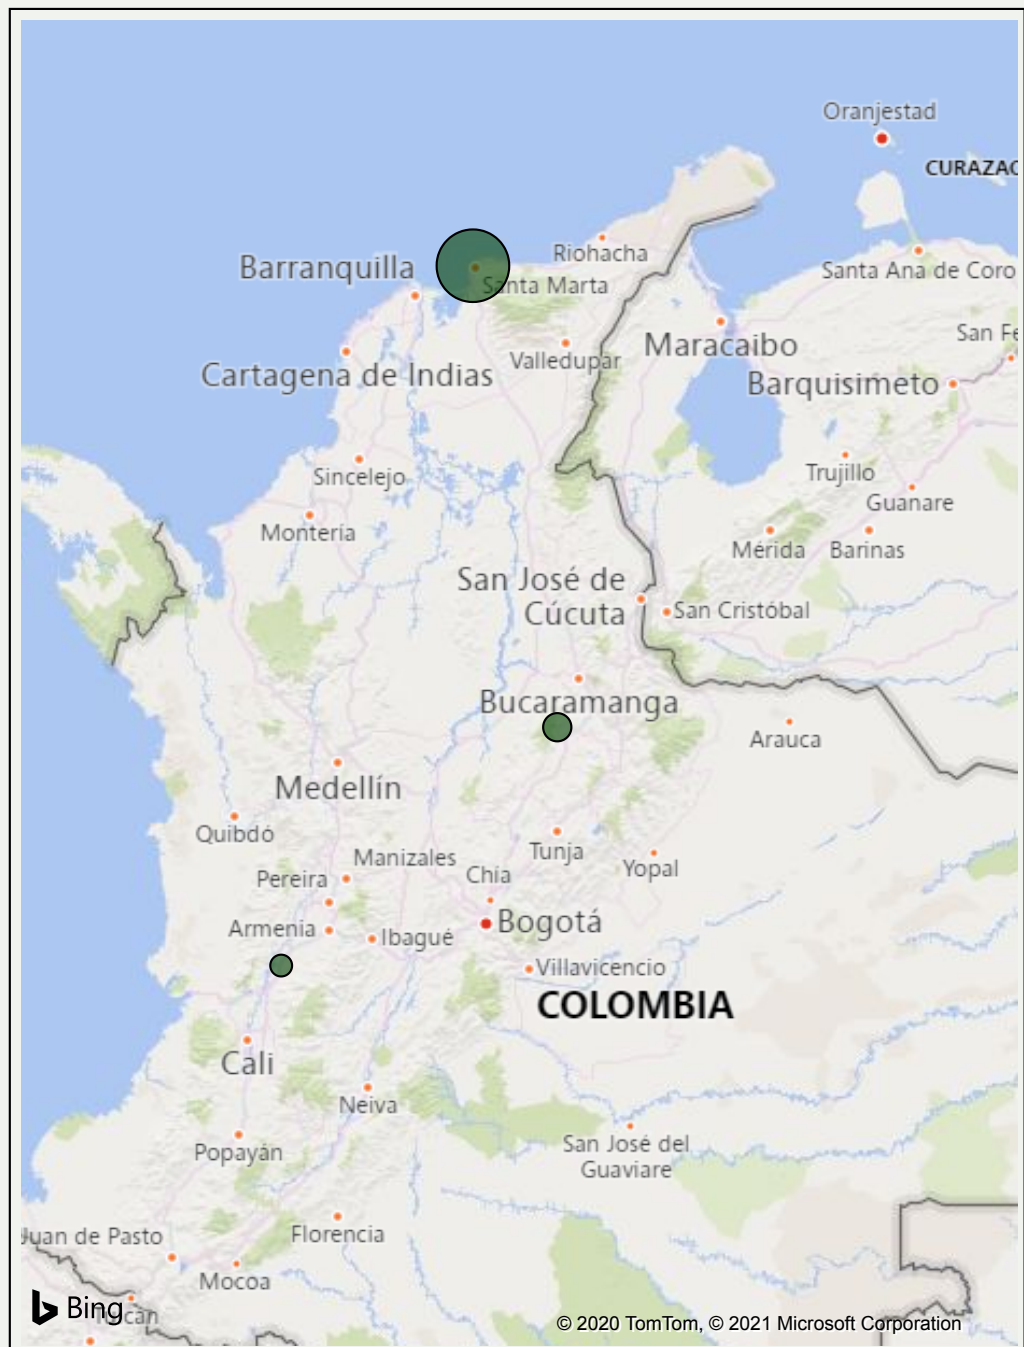 Oranjestad
CURAZAO
Riohacha
Barranquilla
Santa Ana de Coro
Santa Marta
San Fe
Maracaibo
Valledupar
Cartagena de Indias
Barquisimeto
Trujillo
Sincelejo
Guanare
Montería
Mérida
Barinas
San José de
Cúcuta
San Cristóbal
Bucaramanga
Arauca
Medellín
Quibdó
Tunja
Manizales
Yopal
Chía
Pereira
Bogotá
Armenia
Ibagué
Villavicencio
COLOMBIA
Cali
Neiva
San José del
Guaviare
Popayán
Florencia
Juan de Pasto
Mocoa
Bing
© 2020 TomTom, © 2021 Microsoft Corporation